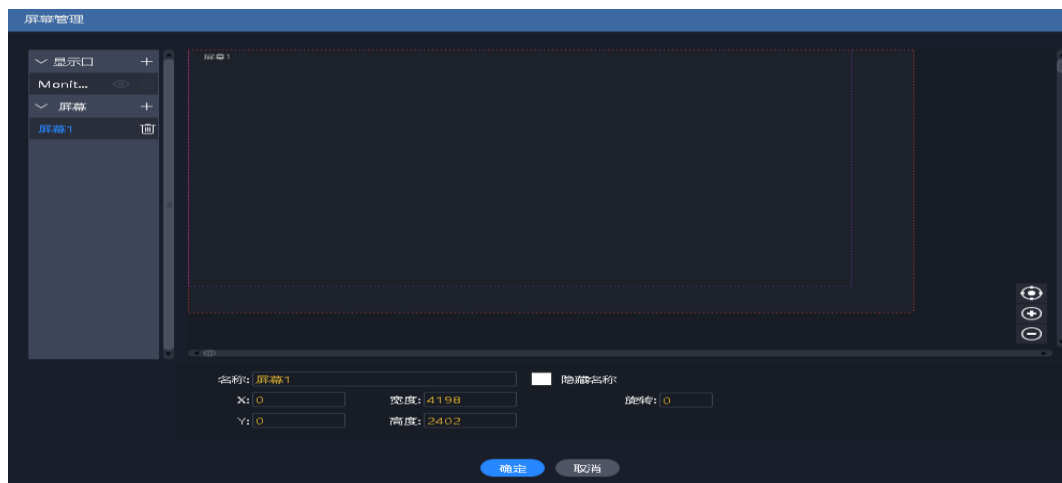 屏幕管理
显示口
Monit...
屏幕
屏幕1
屏幕1
名称: 屏幕1 隐藏名称
X: 0 宽度: 4198 旋转: 0
Y: 0 高度: 2402
确定 取消